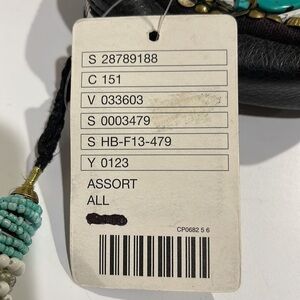 S 28789188
C 151
V 033603
S 0003479
S HB-F13-479
Y 0123
ASSORT
ALL
CP0682 5 6